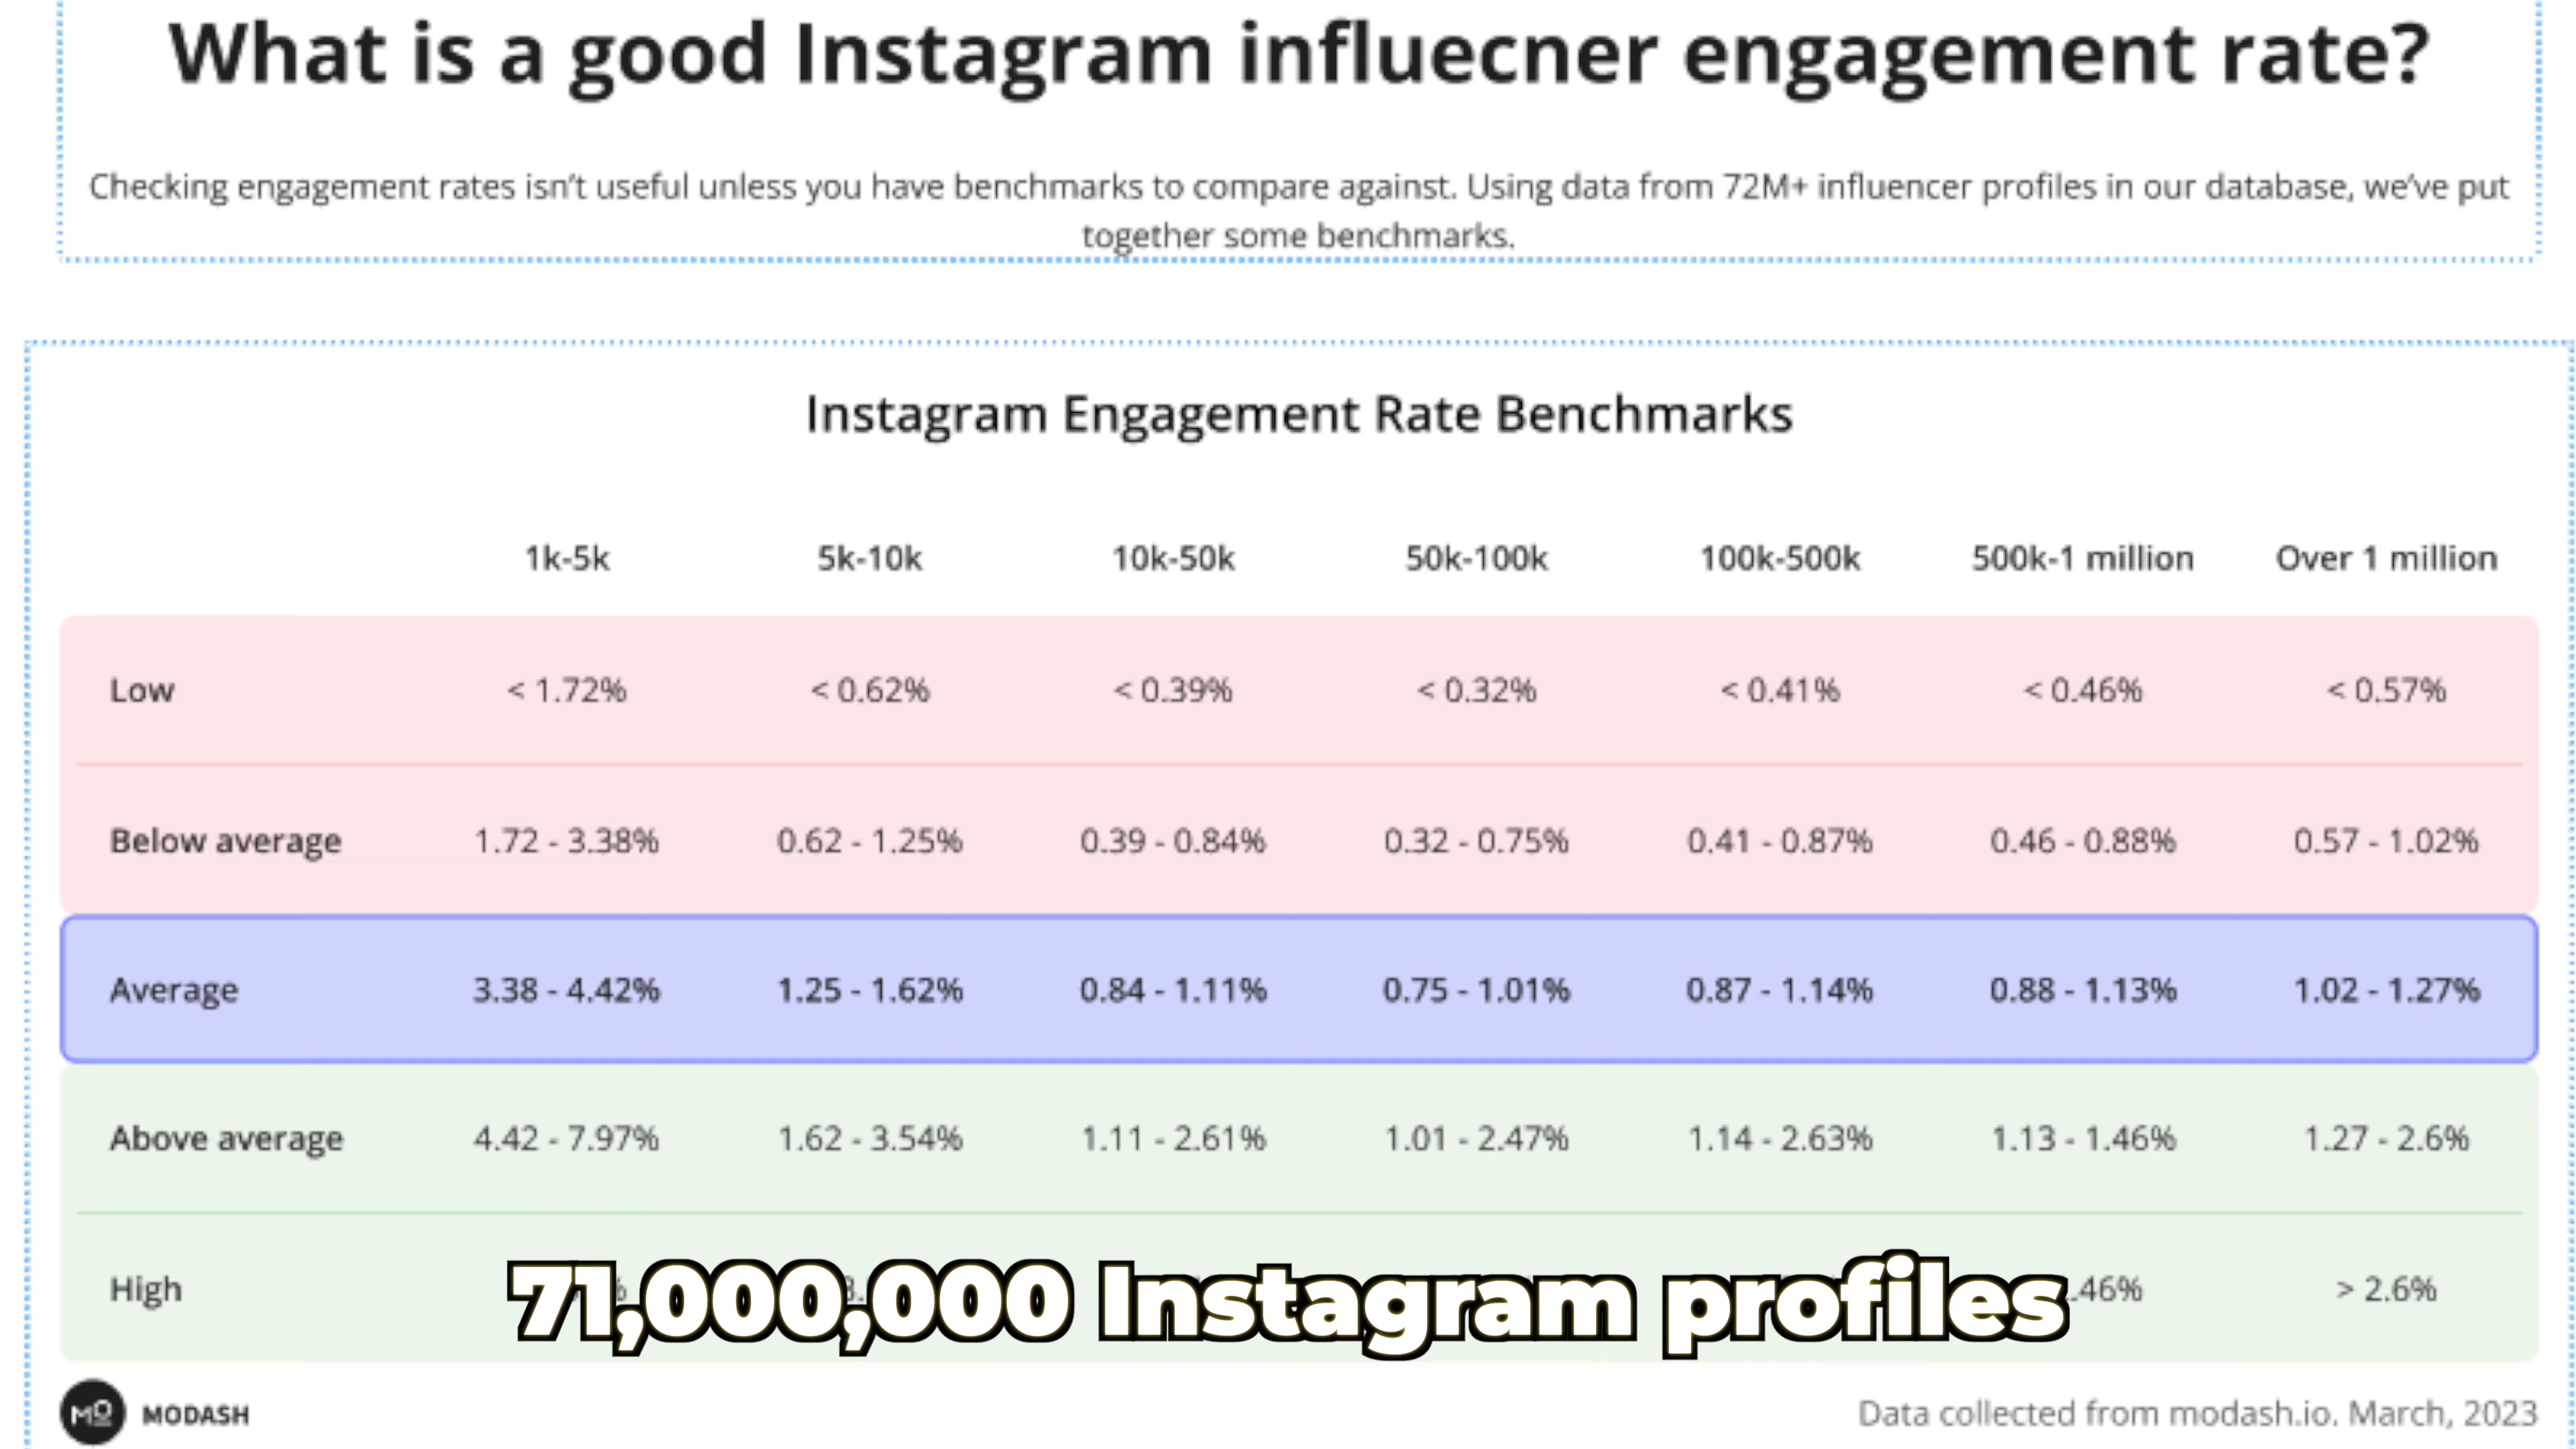 What is a good Instagram influecner engagement rate?
Checking engagement rates isn't useful unless you have benchmarks to compare against. Using data from 72M+ influencer profiles in our database, we've put
together some benchmarks.
Instagram Engagement Rate Benchmarks
1k-5k 5k-10k 10k-50k 50k-100k 100k-500k 500k-1 million Over 1 million
Low < 1.72% < 0.62% < 0.39% < 0.32% < 0.41% < 0.46% < 0.57%
Below average 1.72 - 3.38% 0.62 - 1.25% 0.39 - 0.84% 0.32 - 0.75% 0.41 - 0.87% 0.46 - 0.88% 0.57 - 1.02%
Average 3.38 - 4.42% 1.25 - 1.62% 0.84 - 1.11% 0.75 - 1.01% 0.87 - 1.14% 0.88 - 1.13% 1.02 - 1.27%
Above average 4.42 - 7.97% 1.62 - 3.54% 1.11 - 2.61% 1.01 - 2.47% 1.14 - 2.63% 1.13 - 1.46% 1.27 - 2.6%
High .46% > 2.6%
71,000,000 Instagram profiles
MO MODASH
Data collected from modash.io. March, 2023